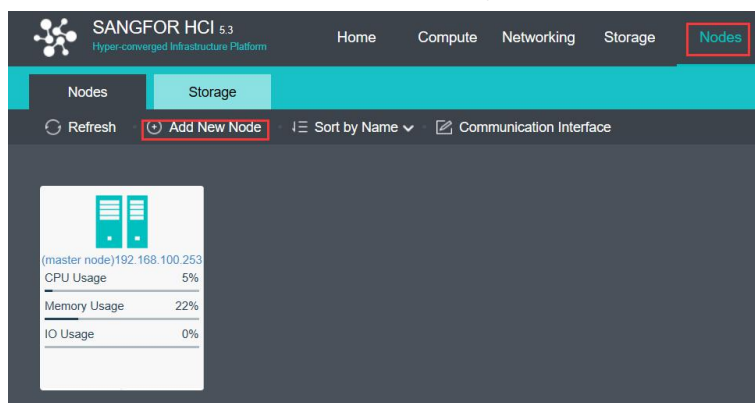 SANGFOR HCI 5.3
Hyper-converged Infrastructure Platform
Home Compute Networking Storage Nodes
Nodes Storage
Refresh Add New Node Sort by Name Communication Interface
(master node)192.168.100.253
CPU Usage 5%
Memory Usage 22%
IO Usage 0%